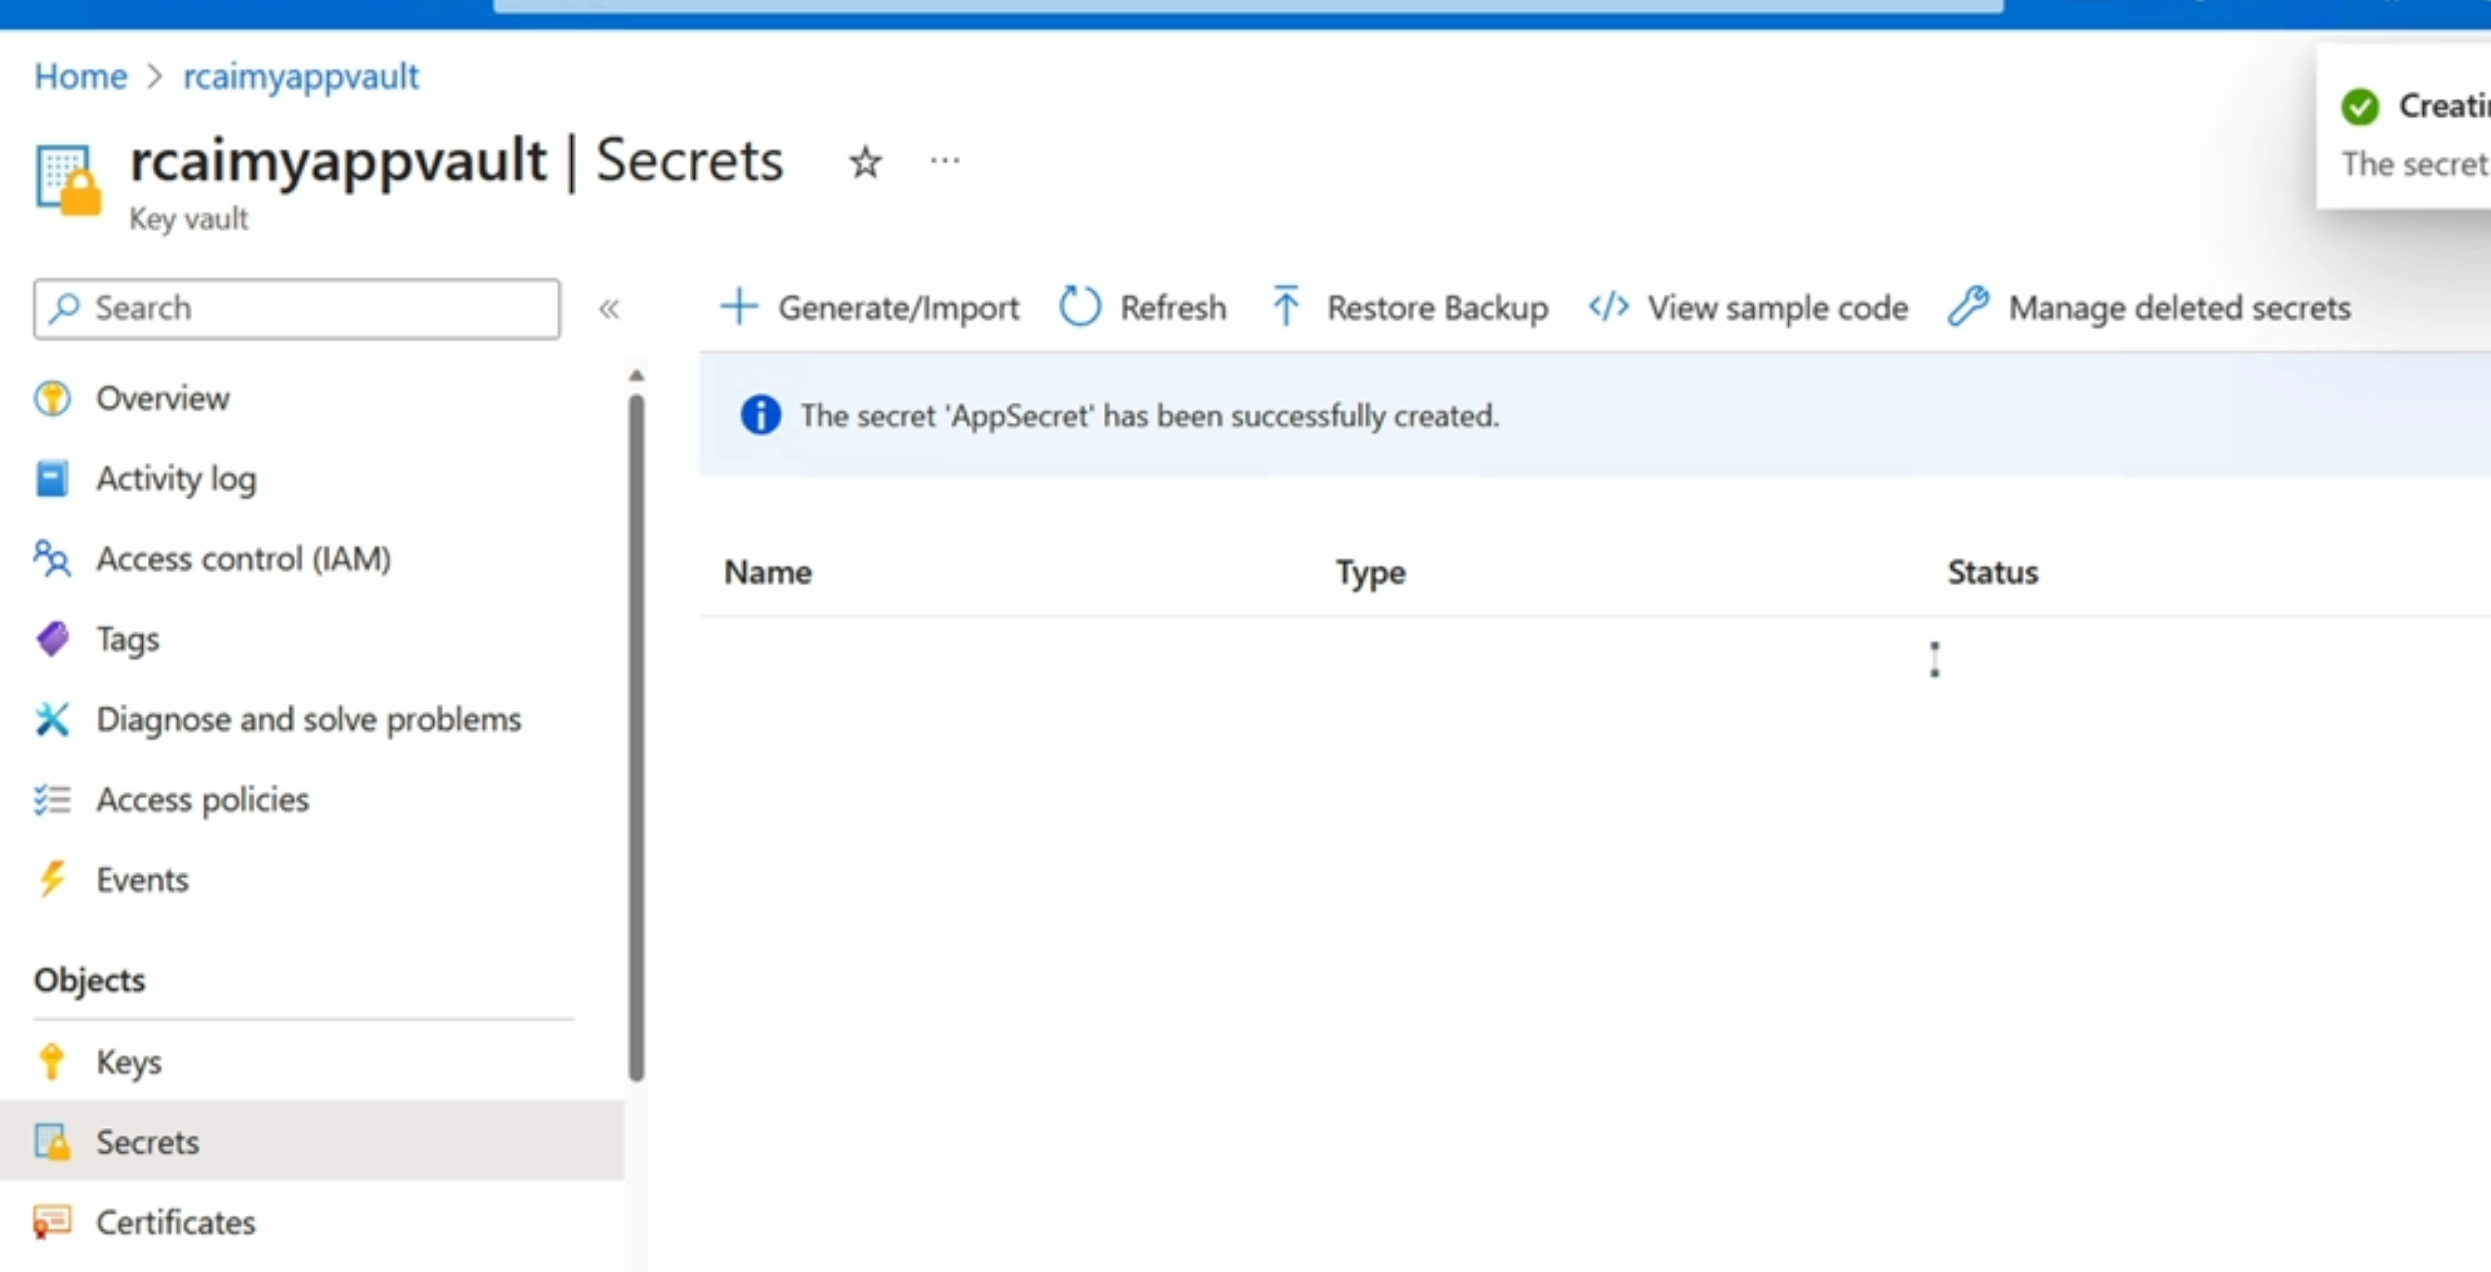 Home > rcaimyappvault
rcaimyappvault | Secrets
Key vault
Creatin
The secret
Search
Generate/Import Refresh Restore Backup View sample code Manage deleted secrets
The secret 'AppSecret' has been successfully created.
Overview
Activity log
Access control (IAM)
Tags
Diagnose and solve problems
Access policies
Events
Objects
Keys
Secrets
Certificates
Name Type Status